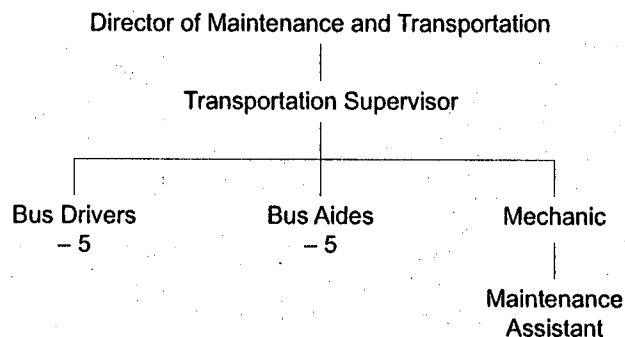 Director of Maintenance and Transportation
Transportation Supervisor
Bus Drivers
– 5
Bus Aides
– 5
Mechanic
Maintenance
Assistant